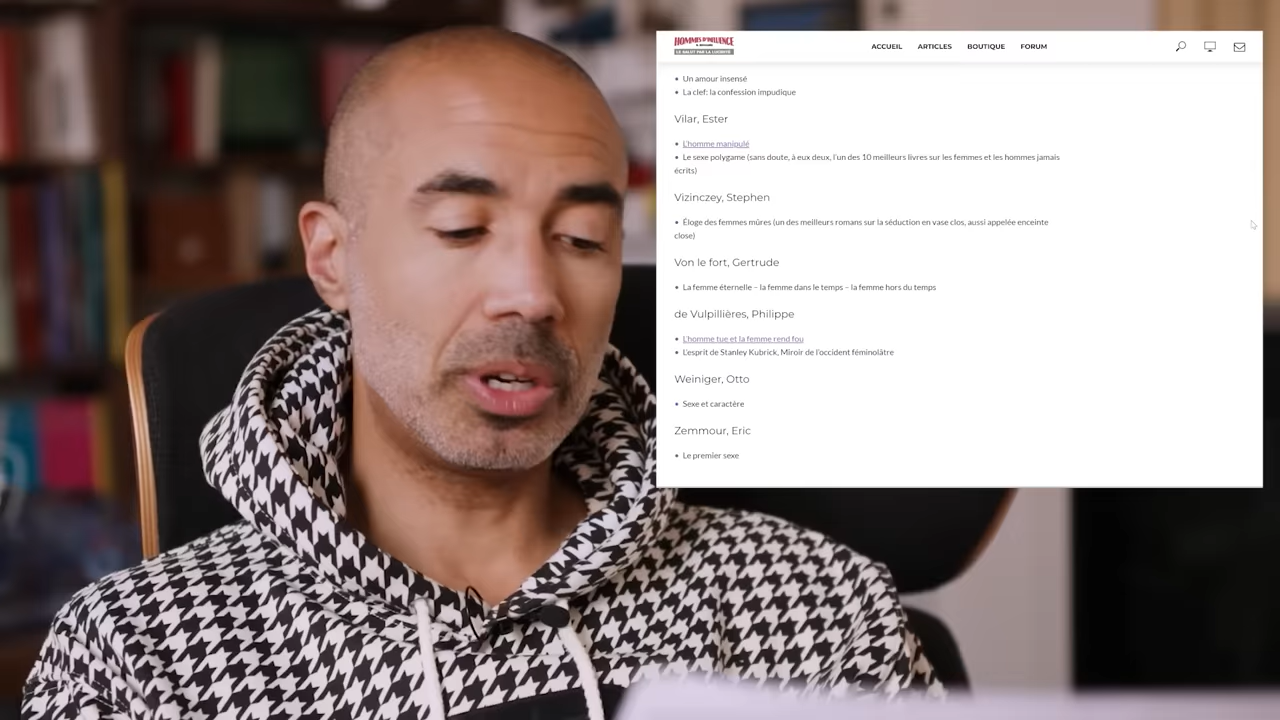 HOMMES D'INFLUENCE
LE SALUT PAR LA LUCIDITÉ
ACCUEIL ARTICLES BOUTIQUE FORUM
Un amour insensé
La clef: la confession impudique
Vilar, Ester
L'homme manipulé
Le sexe polygame (sans doute, à eux deux, l'un des 10 meilleurs livres sur les femmes et les hommes jamais
écrits)
Vizinczey, Stephen
Éloge des femmes mûres (un des meilleurs romans sur la séduction en vase clos, aussi appelée enceinte
close)
Von le fort, Gertrude
La femme éternelle – la femme dans le temps – la femme hors du temps
de Vulpillières, Philippe
L'homme tue et la femme rend fou
L'esprit de Stanley Kubrick, Miroir de l'occident féminolâtre
Weiniger, Otto
Sexe et caractère
Zemmour, Eric
Le premier sexe